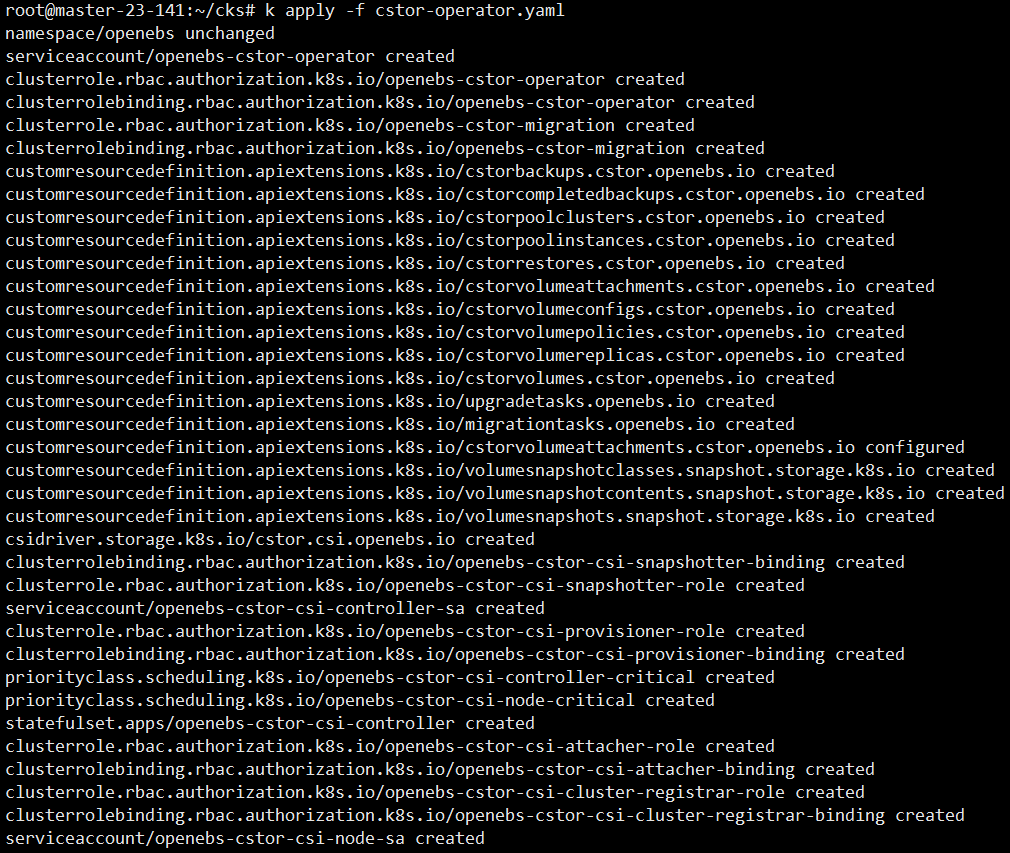 root@master-23-141:~/cks# k apply -f cstor-operator.yaml
namespace/openebs unchanged
serviceaccount/openebs-cstor-operator created
clusterrole.rbac.authorization.k8s.io/openebs-cstor-operator created
clusterrolebinding.rbac.authorization.k8s.io/openebs-cstor-operator created
clusterrole.rbac.authorization.k8s.io/openebs-cstor-migration created
clusterrolebinding.rbac.authorization.k8s.io/openebs-cstor-migration created
customresourcedefinition.apiextensions.k8s.io/cstorbackups.cstor.openebs.io created
customresourcedefinition.apiextensions.k8s.io/cstorcompletedbackups.cstor.openebs.io created
customresourcedefinition.apiextensions.k8s.io/cstorpoolclusters.cstor.openebs.io created
customresourcedefinition.apiextensions.k8s.io/cstorpoolinstances.cstor.openebs.io created
customresourcedefinition.apiextensions.k8s.io/cstorrestores.cstor.openebs.io created
customresourcedefinition.apiextensions.k8s.io/cstorvolumeattachments.cstor.openebs.io created
customresourcedefinition.apiextensions.k8s.io/cstorvolumeconfigs.cstor.openebs.io created
customresourcedefinition.apiextensions.k8s.io/cstorvolumepolicies.cstor.openebs.io created
customresourcedefinition.apiextensions.k8s.io/cstorvolumereplicas.cstor.openebs.io created
customresourcedefinition.apiextensions.k8s.io/cstorvolumes.cstor.openebs.io created
customresourcedefinition.apiextensions.k8s.io/upgradetasks.openebs.io created
customresourcedefinition.apiextensions.k8s.io/migrationtasks.openebs.io created
customresourcedefinition.apiextensions.k8s.io/cstorvolumeattachments.cstor.openebs.io configured
customresourcedefinition.apiextensions.k8s.io/volumesnapshotclasses.snapshot.storage.k8s.io created
customresourcedefinition.apiextensions.k8s.io/volumesnapshotcontents.snapshot.storage.k8s.io created
customresourcedefinition.apiextensions.k8s.io/volumesnapshots.snapshot.storage.k8s.io created
csidriver.storage.k8s.io/cstor.csi.openebs.io created
clusterrolebinding.rbac.authorization.k8s.io/openebs-cstor-csi-snapshotter-binding created
clusterrole.rbac.authorization.k8s.io/openebs-cstor-csi-snapshotter-role created
serviceaccount/openebs-cstor-csi-controller-sa created
clusterrole.rbac.authorization.k8s.io/openebs-cstor-csi-provisioner-role created
clusterrolebinding.rbac.authorization.k8s.io/openebs-cstor-csi-provisioner-binding created
priorityclass.scheduling.k8s.io/openebs-cstor-csi-controller-critical created
priorityclass.scheduling.k8s.io/openebs-cstor-csi-node-critical created
statefulset.apps/openebs-cstor-csi-controller created
clusterrole.rbac.authorization.k8s.io/openebs-cstor-csi-attacher-role created
clusterrolebinding.rbac.authorization.k8s.io/openebs-cstor-csi-attacher-binding created
clusterrole.rbac.authorization.k8s.io/openebs-cstor-csi-cluster-registrar-role created
clusterrolebinding.rbac.authorization.k8s.io/openebs-cstor-csi-cluster-registrar-binding created
serviceaccount/openebs-cstor-csi-node-sa created